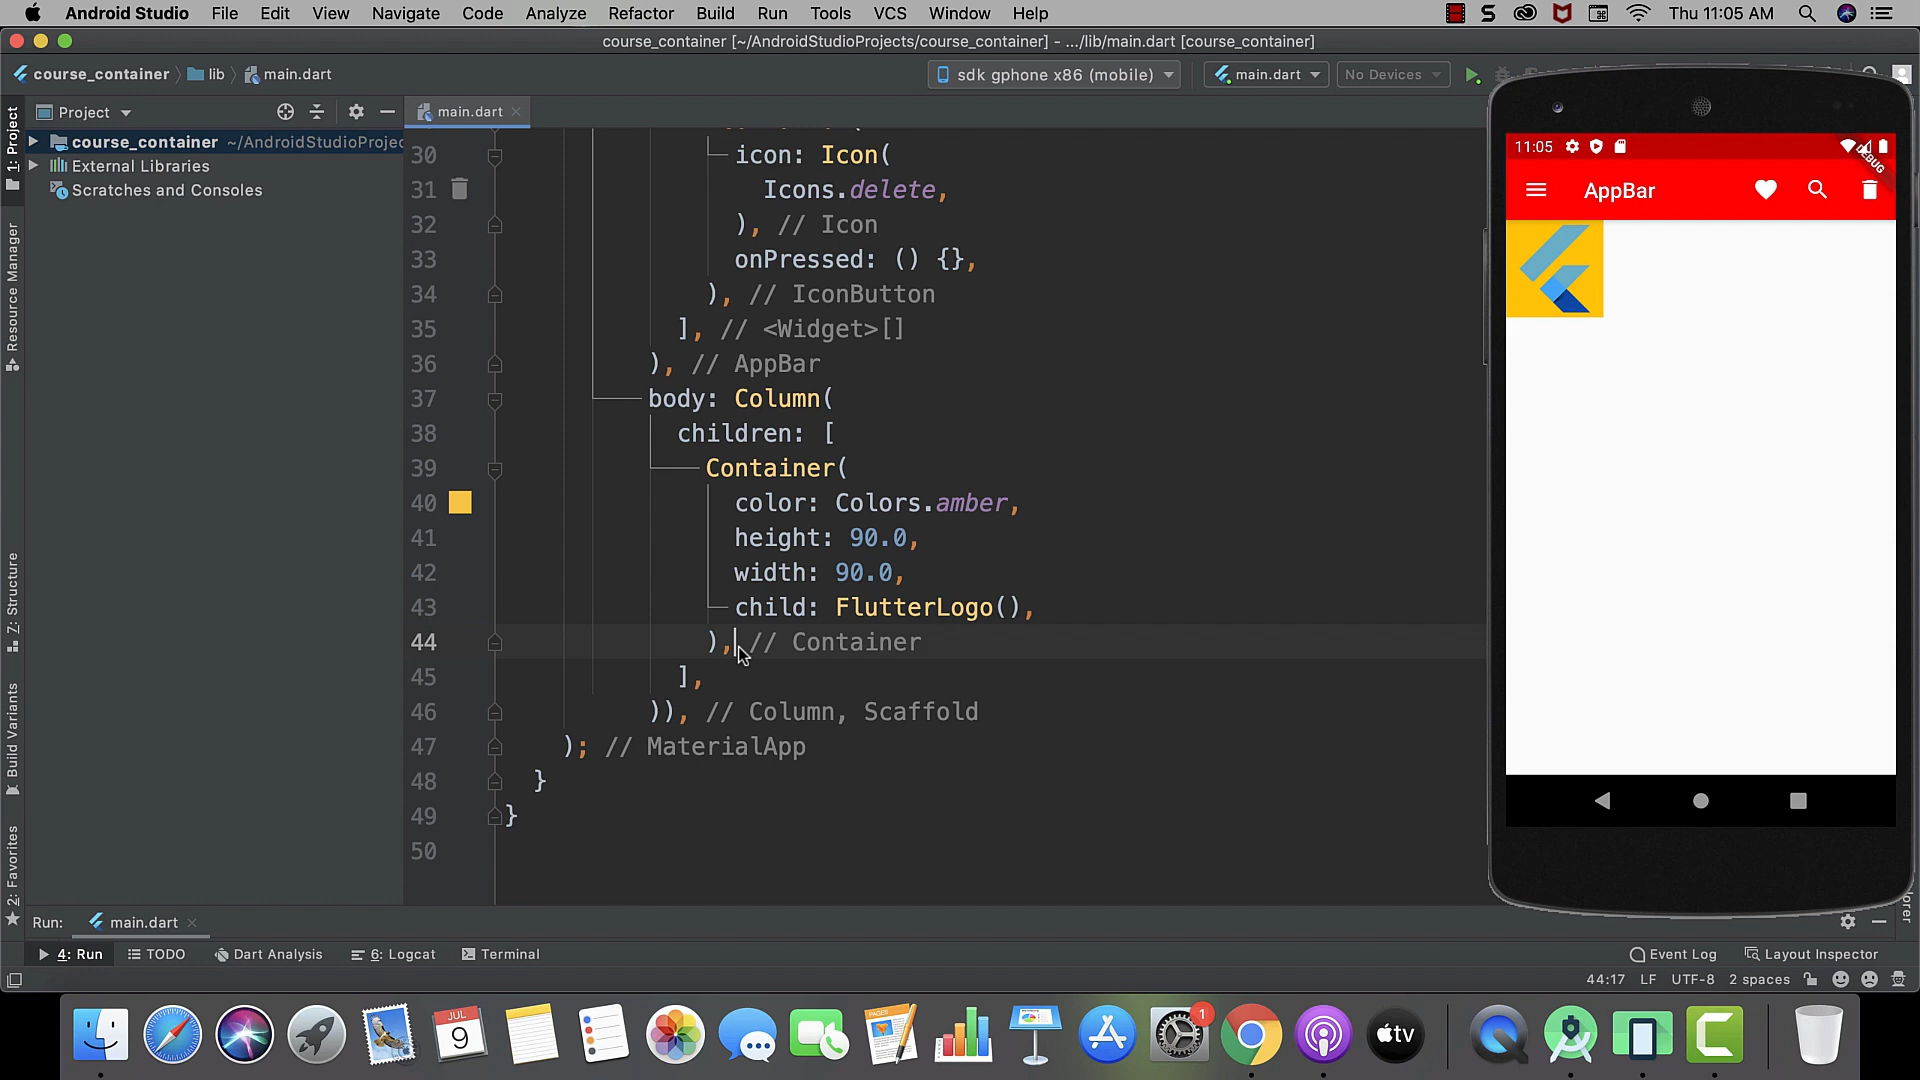 Android Studio File Edit View Navigate Code Analyze Refactor Build Run Tools VCS Window Help Thu 11:05 AM
course_container [~/AndroidStudioProjects/course_container] - .../lib/main.dart [course_container]
course_container lib main.dart sdk gphone x86 (mobile) main.dart No Devices
Project main.dart
course_container ~/AndroidStudioProjec
External Libraries
Scratches and Consoles
1: Project
Resource Manager
Z: Structure
Build Variants
2: Favorites
30 icon: Icon(
31 Icons.delete,
32 ), // Icon
33 onPressed: () {},
34 ), // IconButton
35 ], // <Widget>[]
36 ), // AppBar
37 body: Column(
38 children: [
39 Container(
40 color: Colors.amber,
41 height: 90.0,
42 width: 90.0,
43 child: FlutterLogo(),
44 ), // Container
45 ],
46 )), // Column, Scaffold
47 ); // MaterialApp
48 }
49 }
50
11:05
DEBUG
AppBar
Run: main.dart
4: Run TODO Dart Analysis 6: Logcat Terminal Event Log Layout Inspector
44:17 LF UTF-8 2 spaces
JUL
9
PAGES
1
tv